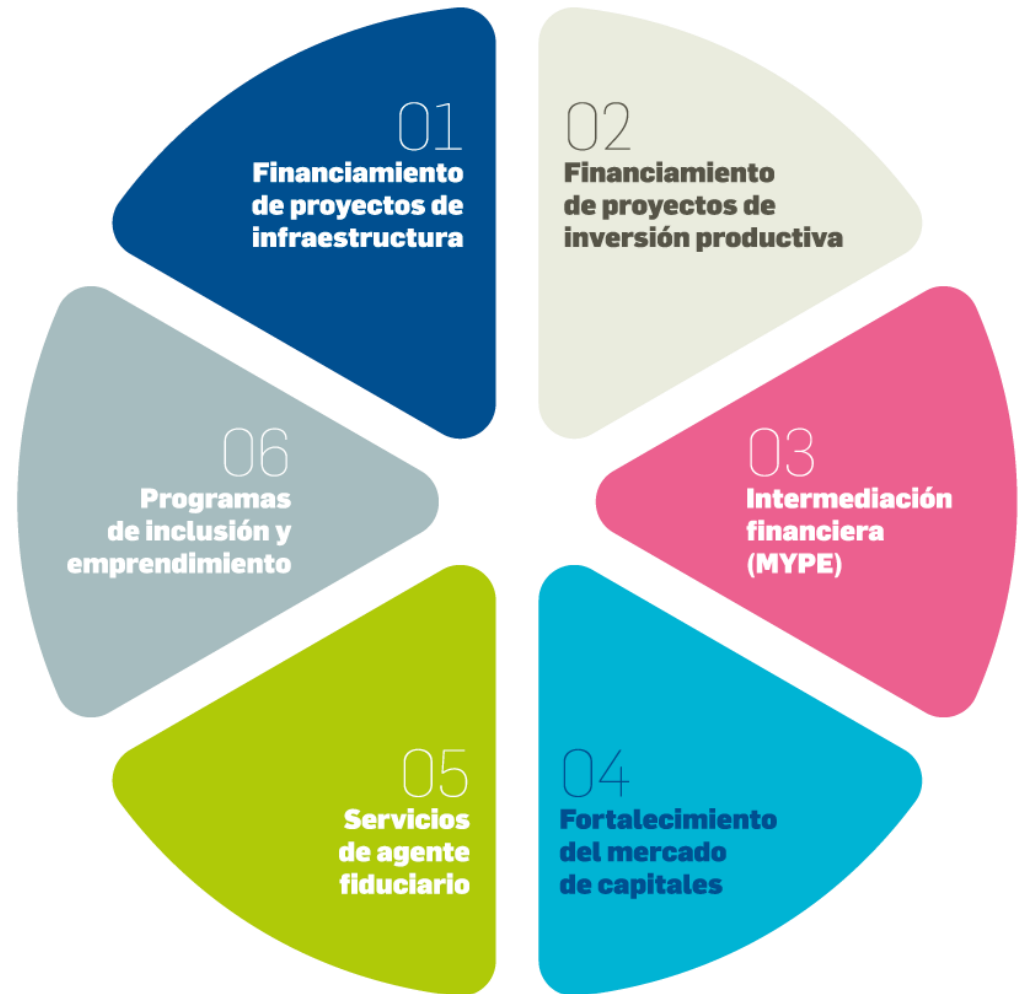 01
Financiamiento
de proyectos de
infraestructura
02
Financiamiento
de proyectos de
inversión productiva
03
Intermediación
financiera
(MYPE)
04
Fortalecimiento
del mercado
de capitales
05
Servicios
de agente
fiduciario
06
Programas
de inclusión y
emprendimiento